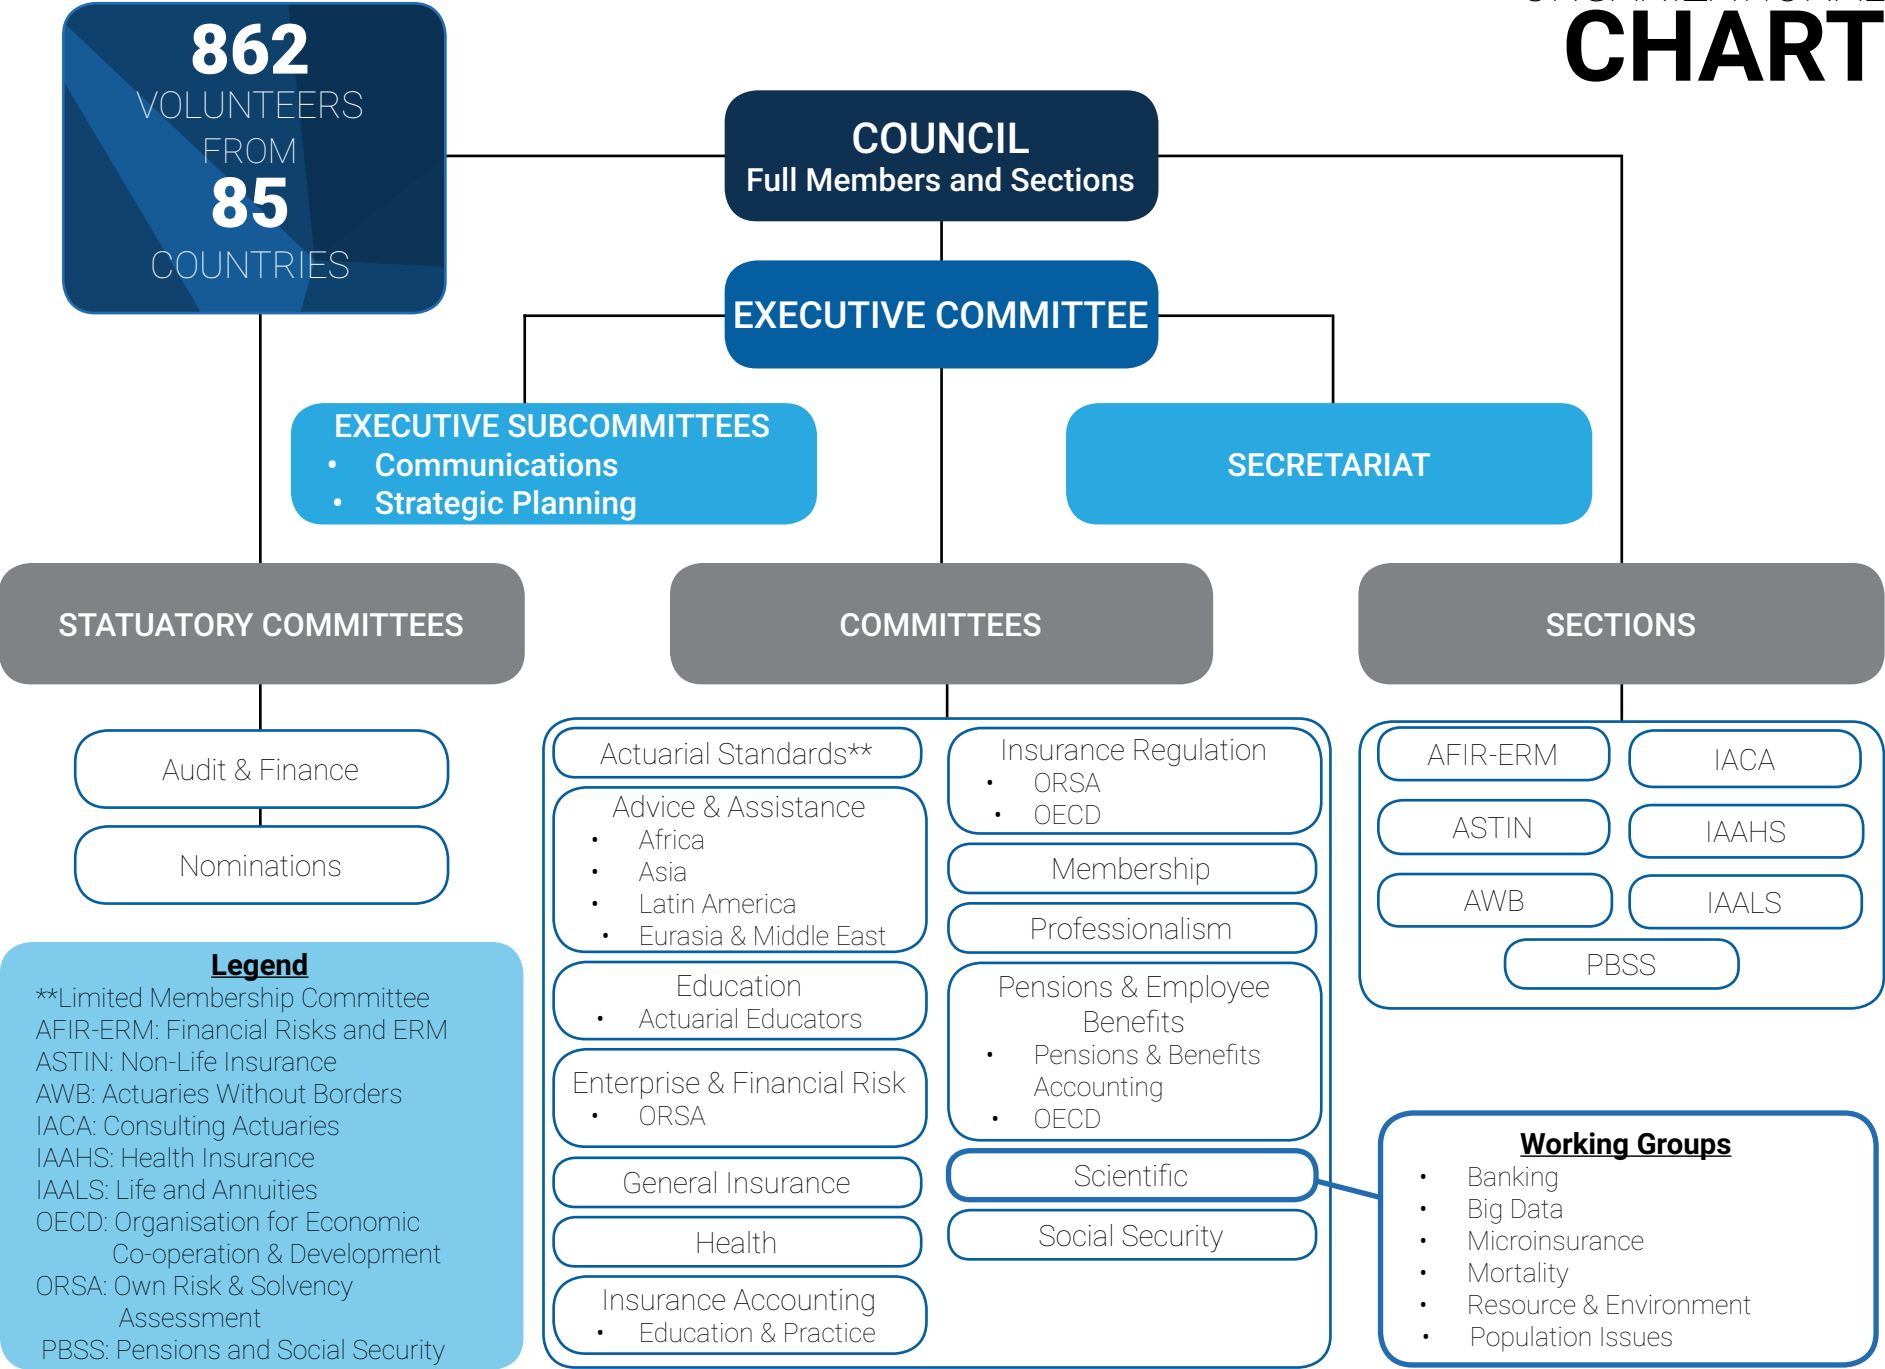 ORGANIZATIONAL
CHART
862
VOLUNTEERS
FROM
85
COUNTRIES
COUNCIL
Full Members and Sections
EXECUTIVE COMMITTEE
EXECUTIVE SUBCOMMITTEES
• Communications
• Strategic Planning
SECRETARIAT
STATUATORY COMMITTEES
Audit & Finance
Nominations
COMMITTEES
Actuarial Standards**
Advice & Assistance
• Africa
• Asia
• Latin America
• Eurasia & Middle East
Education
• Actuarial Educators
Enterprise & Financial Risk
• ORSA
General Insurance
Health
Insurance Accounting
• Education & Practice
Insurance Regulation
• ORSA
• OECD
Membership
Professionalism
Pensions & Employee
Benefits
• Pensions & Benefits
Accounting
• OECD
Scientific
Social Security
SECTIONS
AFIR-ERM
IACA
ASTIN
IAAHS
AWB
IAALS
PBSS
Working Groups
• Banking
• Big Data
• Microinsurance
• Mortality
• Resource & Environment
• Population Issues
Legend
**Limited Membership Committee
AFIR-ERM: Financial Risks and ERM
ASTIN: Non-Life Insurance
AWB: Actuaries Without Borders
IACA: Consulting Actuaries
IAAHS: Health Insurance
IAALS: Life and Annuities
OECD: Organisation for Economic
Co-operation & Development
ORSA: Own Risk & Solvency
Assessment
PBSS: Pensions and Social Security